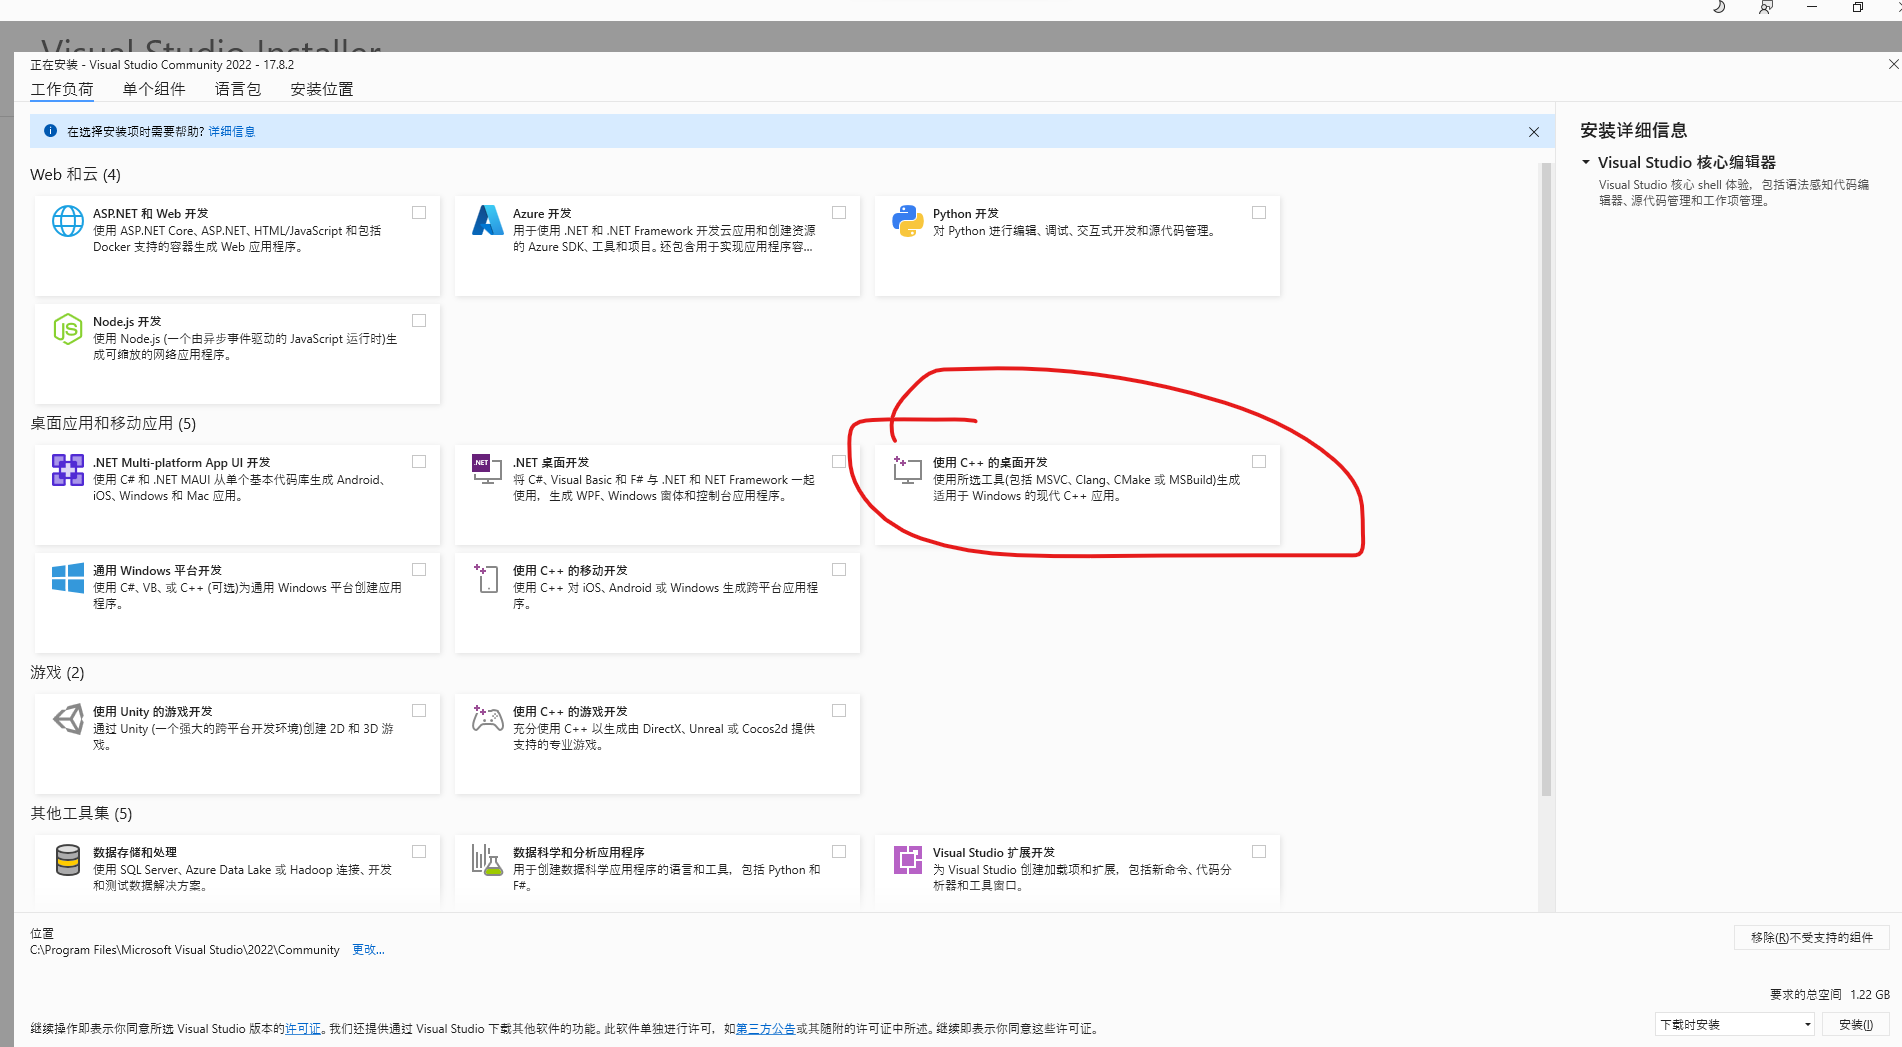 Visual Studio Installer
正在安装 - Visual Studio Community 2022 - 17.8.2
工作负荷 单个组件 语言包 安装位置
在选择安装项时需要帮助? 详细信息
Web 和云 (4)
ASP.NET 和 Web 开发
使用 ASP.NET Core、ASP.NET、HTML/JavaScript 和包括
Docker 支持的容器生成 Web 应用程序。
Azure 开发
用于使用 .NET 和 .NET Framework 开发云应用和创建资源
的 Azure SDK、工具和项目。还包含用于实现应用程序容...
Python 开发
对 Python 进行编辑、调试、交互式开发和源代码管理。
Node.js 开发
使用 Node.js (一个由异步事件驱动的 JavaScript 运行时)生
成可缩放的网络应用程序。
桌面应用和移动应用 (5)
.NET Multi-platform App UI 开发
使用 C# 和 .NET MAUI 从单个基本代码库生成 Android、
iOS、Windows 和 Mac 应用。
.NET
.NET 桌面开发
将 C#、Visual Basic 和 F# 与 .NET 和 NET Framework 一起
使用，生成 WPF、Windows 窗体和控制台应用程序。
使用 C++ 的桌面开发
使用所选工具(包括 MSVC、Clang、CMake 或 MSBuild)生成
适用于 Windows 的现代 C++ 应用。
通用 Windows 平台开发
使用 C#、VB、或 C++ (可选)为通用 Windows 平台创建应用
程序。
使用 C++ 的移动开发
使用 C++ 对 iOS、Android 或 Windows 生成跨平台应用程
序。
游戏 (2)
使用 Unity 的游戏开发
通过 Unity (一个强大的跨平台开发环境)创建 2D 和 3D 游
戏。
使用 C++ 的游戏开发
充分使用 C++ 以生成由 DirectX、Unreal 或 Cocos2d 提供
支持的专业游戏。
其他工具集 (5)
数据存储和处理
使用 SQL Server、Azure Data Lake 或 Hadoop 连接、开发
和测试数据解决方案。
数据科学和分析应用程序
用于创建数据科学应用程序的语言和工具，包括 Python 和
F#。
Visual Studio 扩展开发
为 Visual Studio 创建加载项和扩展，包括新命令、代码分
析器和工具窗口。
安装详细信息
Visual Studio 核心编辑器
Visual Studio 核心 shell 体验，包括语法感知代码编
辑器、源代码管理和工作项管理。
位置
C:\Program Files\Microsoft Visual Studio\2022\Community 更改...
移除(R)不受支持的组件
要求的总空间 1.22 GB
继续操作即表示你同意所选 Visual Studio 版本的许可证。我们还提供通过 Visual Studio 下载其他软件的功能。此软件单独进行许可，如第三方公告或其随附的许可证中所述。继续即表示你同意这些许可证。
下载时安装 安装(I)